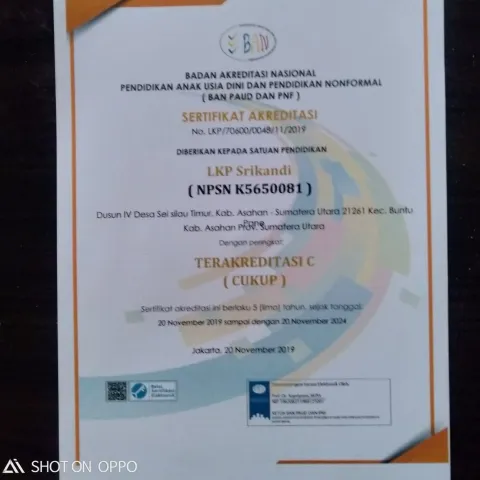 BAN
BADAN AKREDITASI NASIONAL
PENDIDIKAN ANAK USIA DINI DAN PENDIDIKAN NONFORMAL
( BAN PAUD DAN PNF )
SERTIFIKAT AKREDITASI
No. LKP/70600/0048/11/2019
DIBERIKAN KEPADA SATUAN PENDIDIKAN
LKP Srikandi
( NPSN K5650081 )
Dusun IV Desa Sei silau Timur, Kab. Asahan - Sumatera Utara 21261 Kec. Buntu
Pane
Kab. Asahan Prov. Sumatera Utara
Dengan peringkat
TERAKREDITASI C
( CUKUP )
Sertifikat akreditasi ini berlaku 5 (lima) tahun, sejak tanggal:
20 November 2019 sampai dengan 20 November 2024
Jakarta, 20 November 2019
Balai
Sertifikasi
Elektronik
SHOT ON OPPO